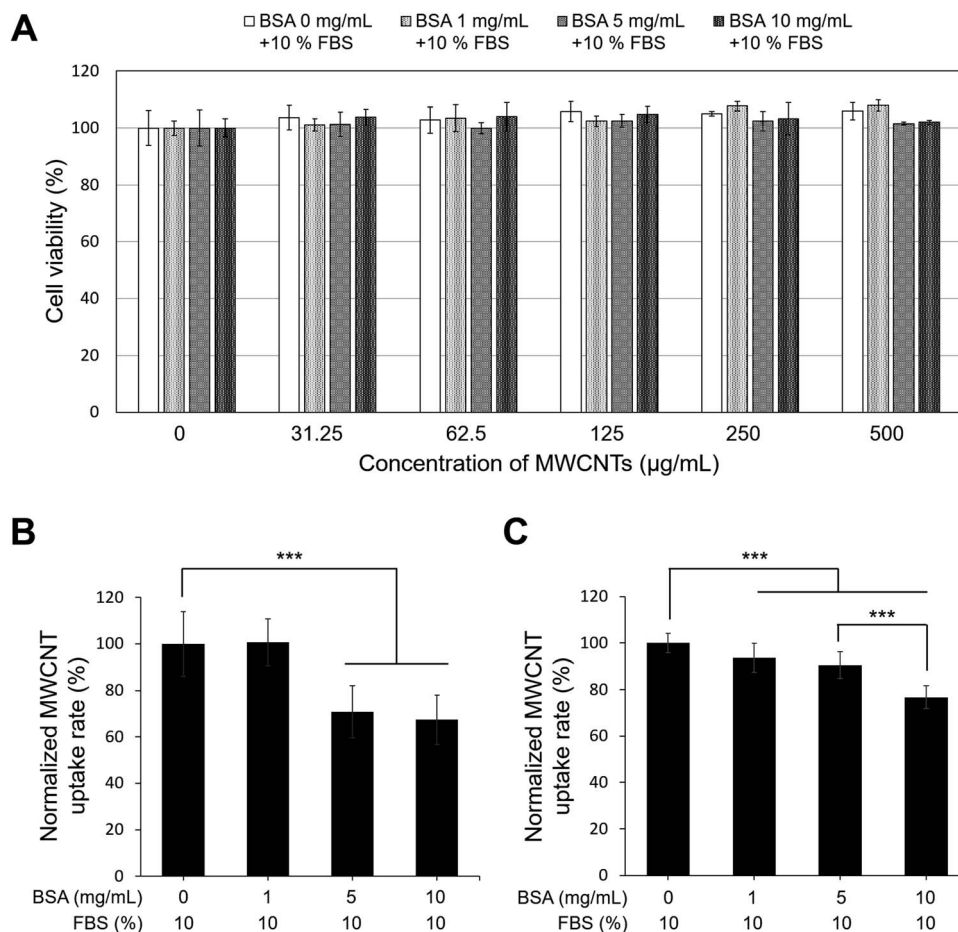 A
BSA 0 mg/mL +10 % FBS
BSA 1 mg/mL +10 % FBS
BSA 5 mg/mL +10 % FBS
BSA 10 mg/mL +10 % FBS
Cell viability (%)
120
100
80
60
40
20
0
0 31.25 62.5 125 250 500
Concentration of MWCNTs (µg/mL)
B
***
Normalized MWCNT
uptake rate (%)
120
100
80
60
40
20
0
BSA (mg/mL) 0 1 5 10
FBS (%) 10 10 10 10
C
***
***
Normalized MWCNT
uptake rate (%)
120
100
80
60
40
20
0
BSA (mg/mL) 0 1 5 10
FBS (%) 10 10 10 10